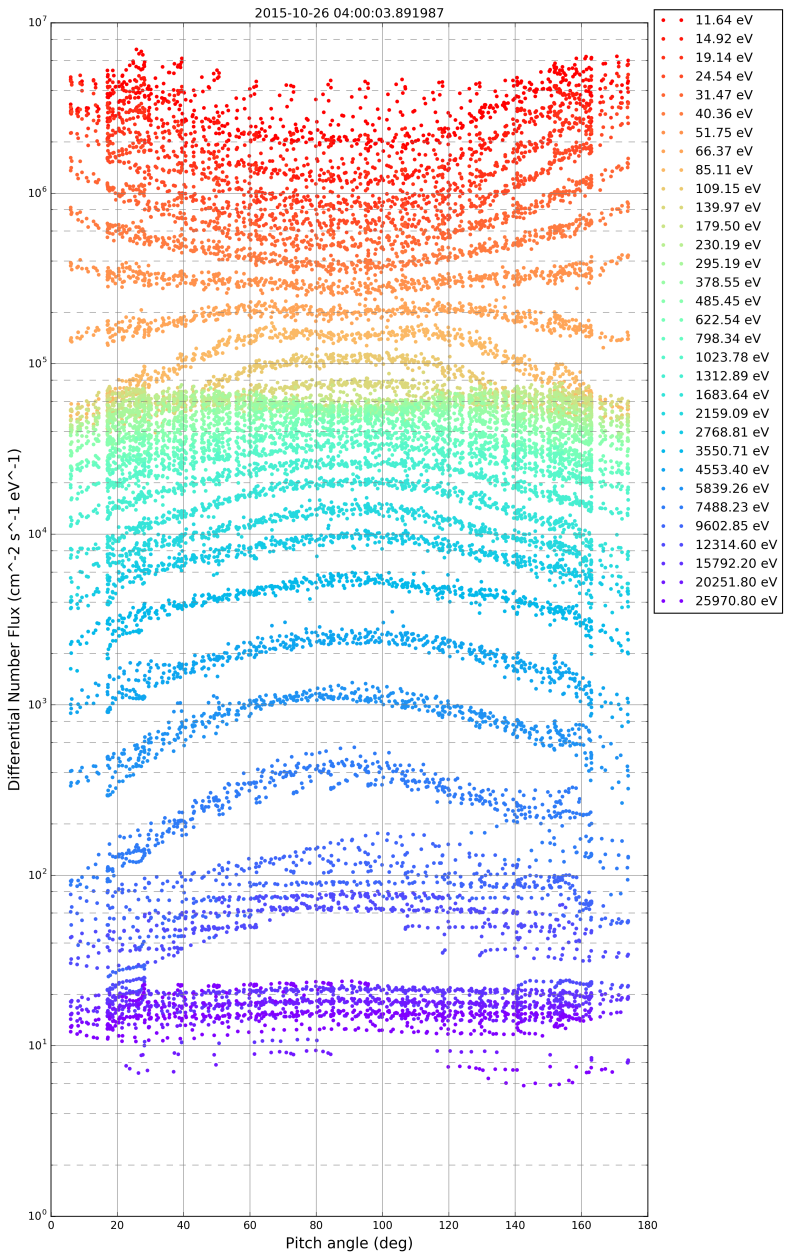 2015-10-26 04:00:03.891987
Differential Number Flux (cm^-2 s^-1 eV^-1)
10^7
10^6
10^5
10^4
10^3
10^2
10^1
10^0
0 20 40 60 80 100 120 140 160 180
Pitch angle (deg)
11.64 eV
14.92 eV
19.14 eV
24.54 eV
31.47 eV
40.36 eV
51.75 eV
66.37 eV
85.11 eV
109.15 eV
139.97 eV
179.50 eV
230.19 eV
295.19 eV
378.55 eV
485.45 eV
622.54 eV
798.34 eV
1023.78 eV
1312.89 eV
1683.64 eV
2159.09 eV
2768.81 eV
3550.71 eV
4553.40 eV
5839.26 eV
7488.23 eV
9602.85 eV
12314.60 eV
15792.20 eV
20251.80 eV
25970.80 eV